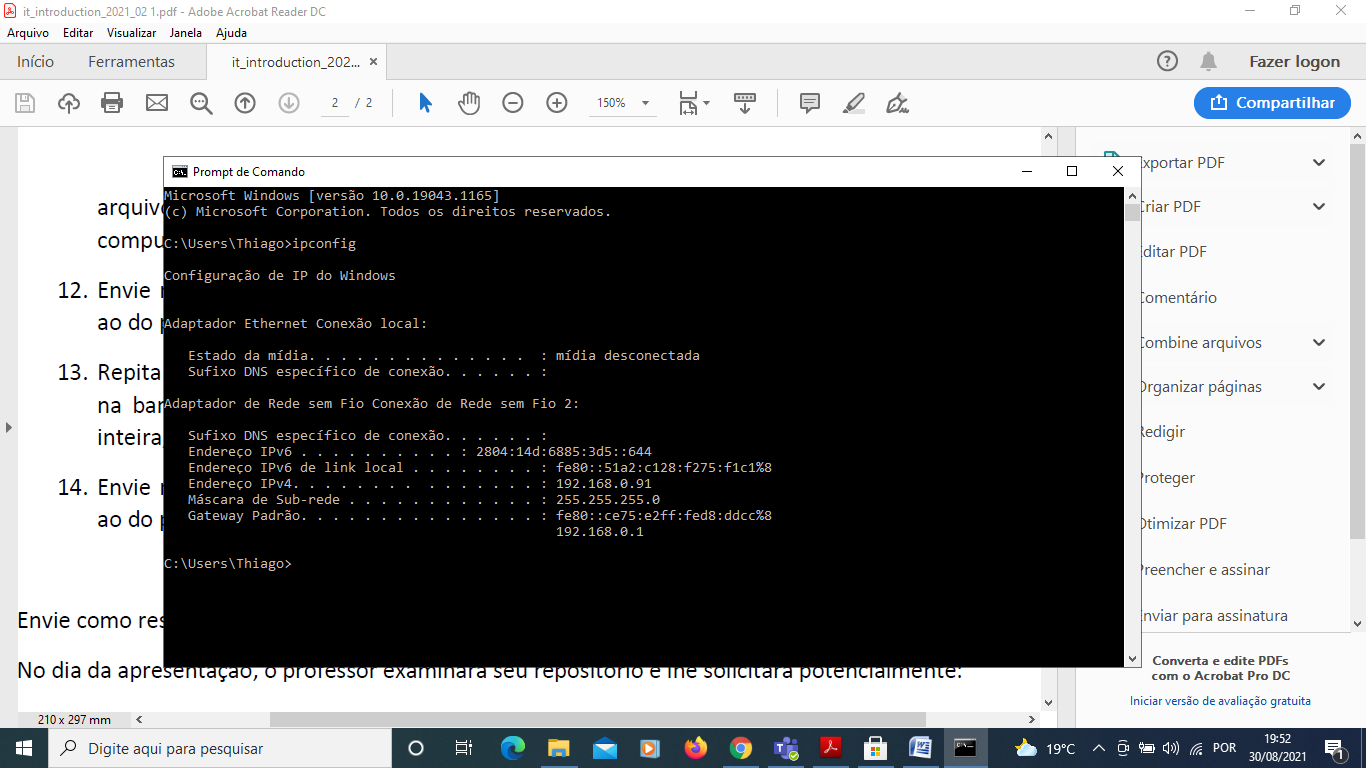 it_introduction_2021_02 1.pdf - Adobe Acrobat Reader DC
Arquivo Editar Visualizar Janela Ajuda
Início Ferramentas it_introduction_202... × Fazer logon
2 / 2 150% Compartilhar
Prompt de Comando
Microsoft Windows [versão 10.0.19043.1165]
(c) Microsoft Corporation. Todos os direitos reservados.
C:\Users\Thiago>ipconfig
Configuração de IP do Windows
Adaptador Ethernet Conexão local:
Estado da mídia. . . . . . . . . . . . . . : mídia desconectada
Sufixo DNS específico de conexão. . . . . . :
Adaptador de Rede sem Fio Conexão de Rede sem Fio 2:
Sufixo DNS específico de conexão. . . . . . :
Endereço IPv6 . . . . . . . . . . : 2804:14d:6885:3d5::644
Endereço IPv6 de link local . . . . . . . . : fe80::51a2:c128:f275:f1c1%8
Endereço IPv4. . . . . . . . . . . . . . . : 192.168.0.91
Máscara de Sub-rede . . . . . . . . . . . . : 255.255.255.0
Gateway Padrão. . . . . . . . . . . . . . . : fe80::ce75:e2ff:fed8:ddcc%8
192.168.0.1
C:\Users\Thiago>
12. Envie
ao do
13. Repita
na
14. Envie
ao do
Envie como
No dia da apresentação, o professor examinará seu repositório e lhe solicitará potencialmente:
210 x 297 mm
xportar PDF
riar PDF
ditar PDF
omentário
ombine arquivos
rganizar páginas
Redigir
roteger
timizar PDF
reencher e assinar
nviar para assinatura
Converta e edite PDFs
com o Acrobat Pro DC
Iniciar versão de avaliação gratuita
Digite aqui para pesquisar
19°C POR
19:52
30/08/2021
1